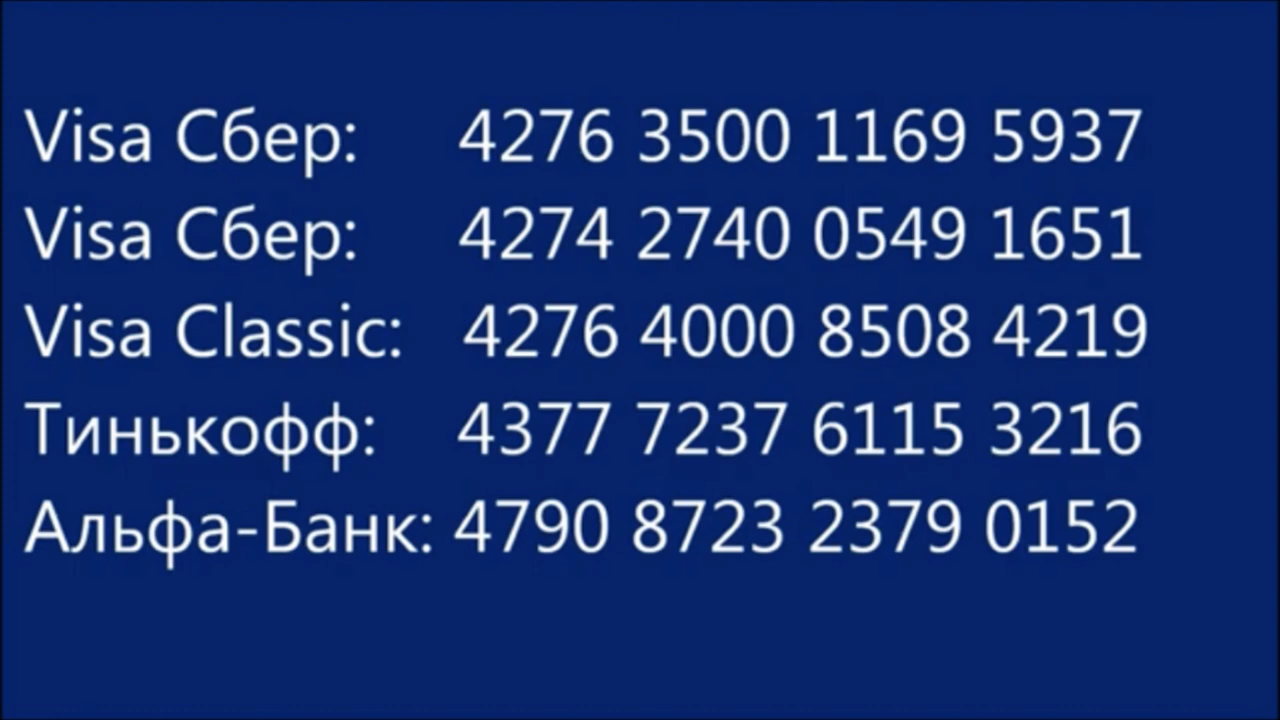 Visa Сбер: 4276 3500 1169 5937
Visa Сбер: 4274 2740 0549 1651
Visa Classic: 4276 4000 8508 4219
Тинькофф: 4377 7237 6115 3216
Альфа-Банк: 4790 8723 2379 0152